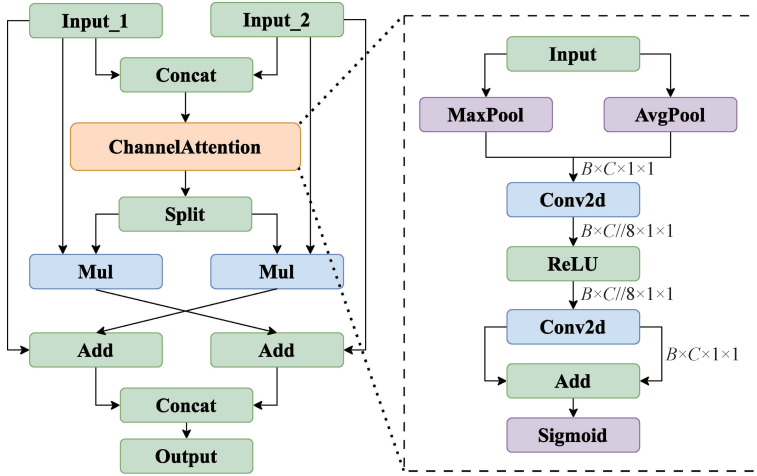 Input_1
Input_2
Concat
ChannelAttention
Split
Mul
Mul
Add
Add
Concat
Output
Input
MaxPool
AvgPool
B×C×1×1
Conv2d
B×C//8×1×1
ReLU
B×C//8×1×1
Conv2d
B×C×1×1
Add
Sigmoid